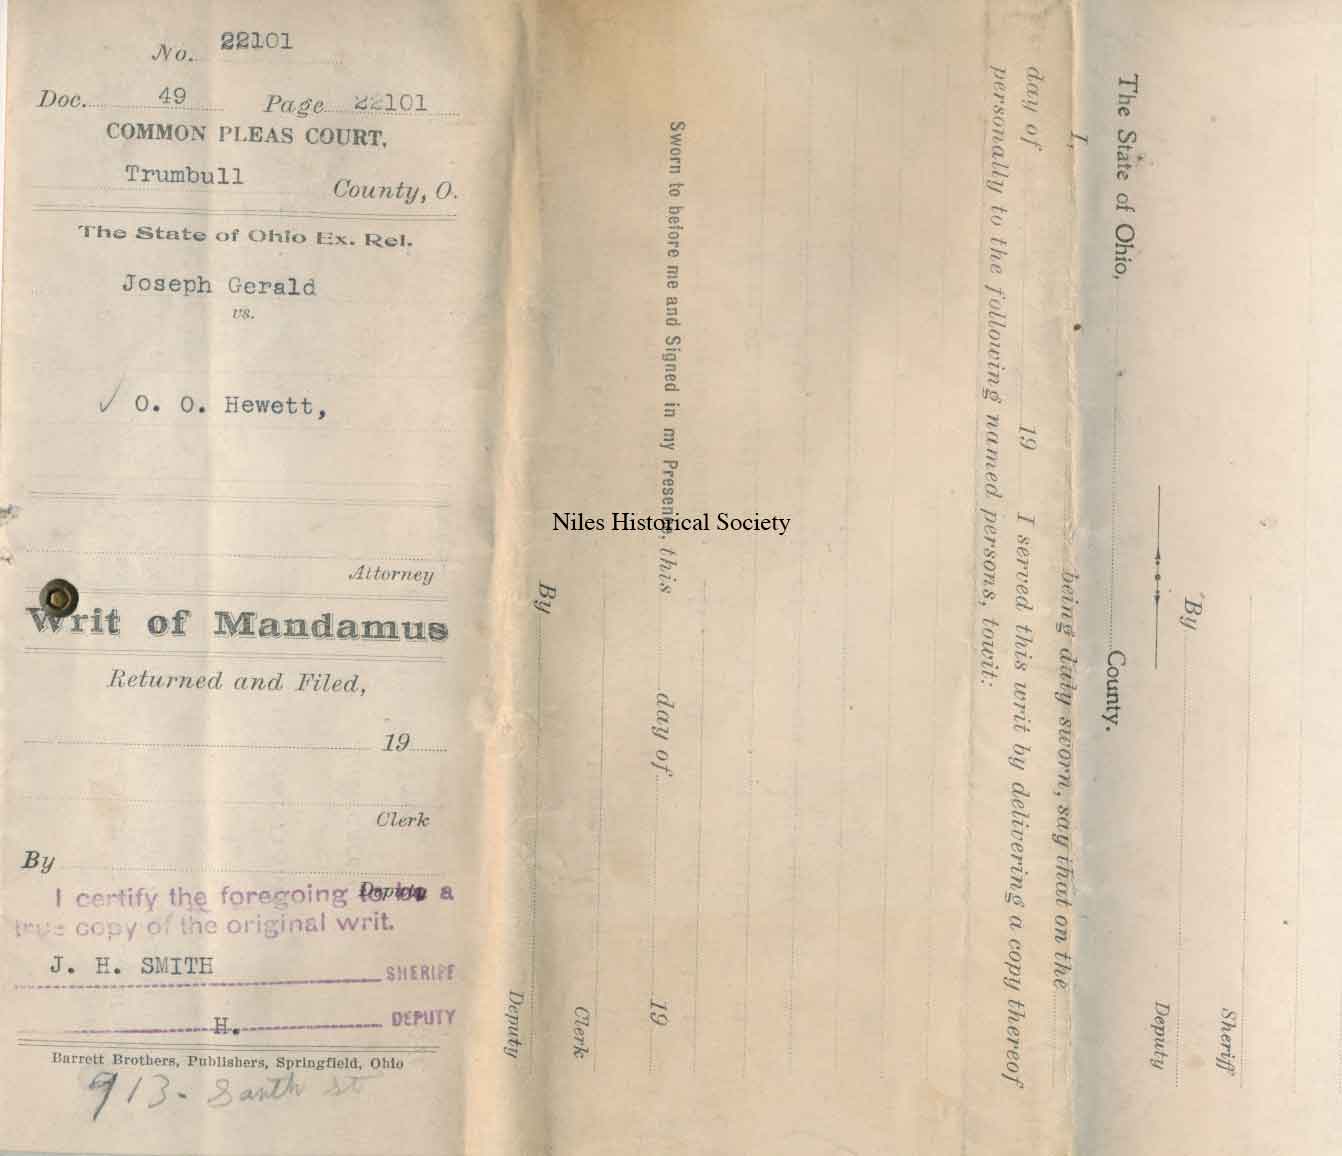 No. 22101
Doc. 49 Page 22101
COMMON PLEAS COURT,
Trumbull County, O.
The State of Ohio Ex. Rel.
Joseph Gerald
vs.
✓ O. O. Hewett,
Attorney
Writ of Mandamus
Returned and Filed,
19
Clerk
By
Deputy
I certify the foregoing to be a
true copy of the original writ.
J. H. SMITH SHERIFF
H. DEPUTY
Barrett Brothers, Publishers, Springfield, Ohio
913 - St
Niles Historical Society
Sheriff
By Deputy
The State of Ohio, County.
I, being duly sworn, say that on the
day of 19 I served this writ by delivering a copy thereof
personally to the following named persons, towit:
Sworn to before me and Signed in my Presence, this day of 19
Clerk
By Deputy